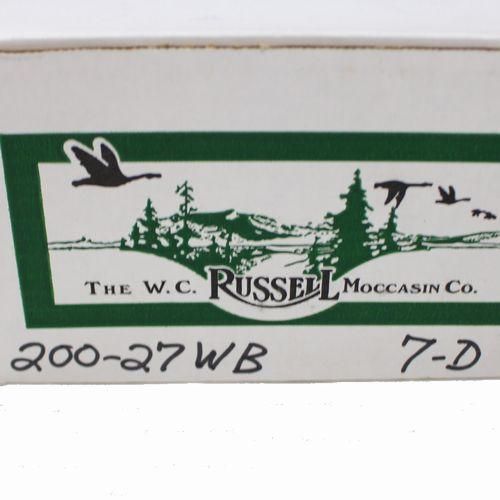 THE W.C. RUSSELL MOCCASIN CO.
200-27WB 7-D